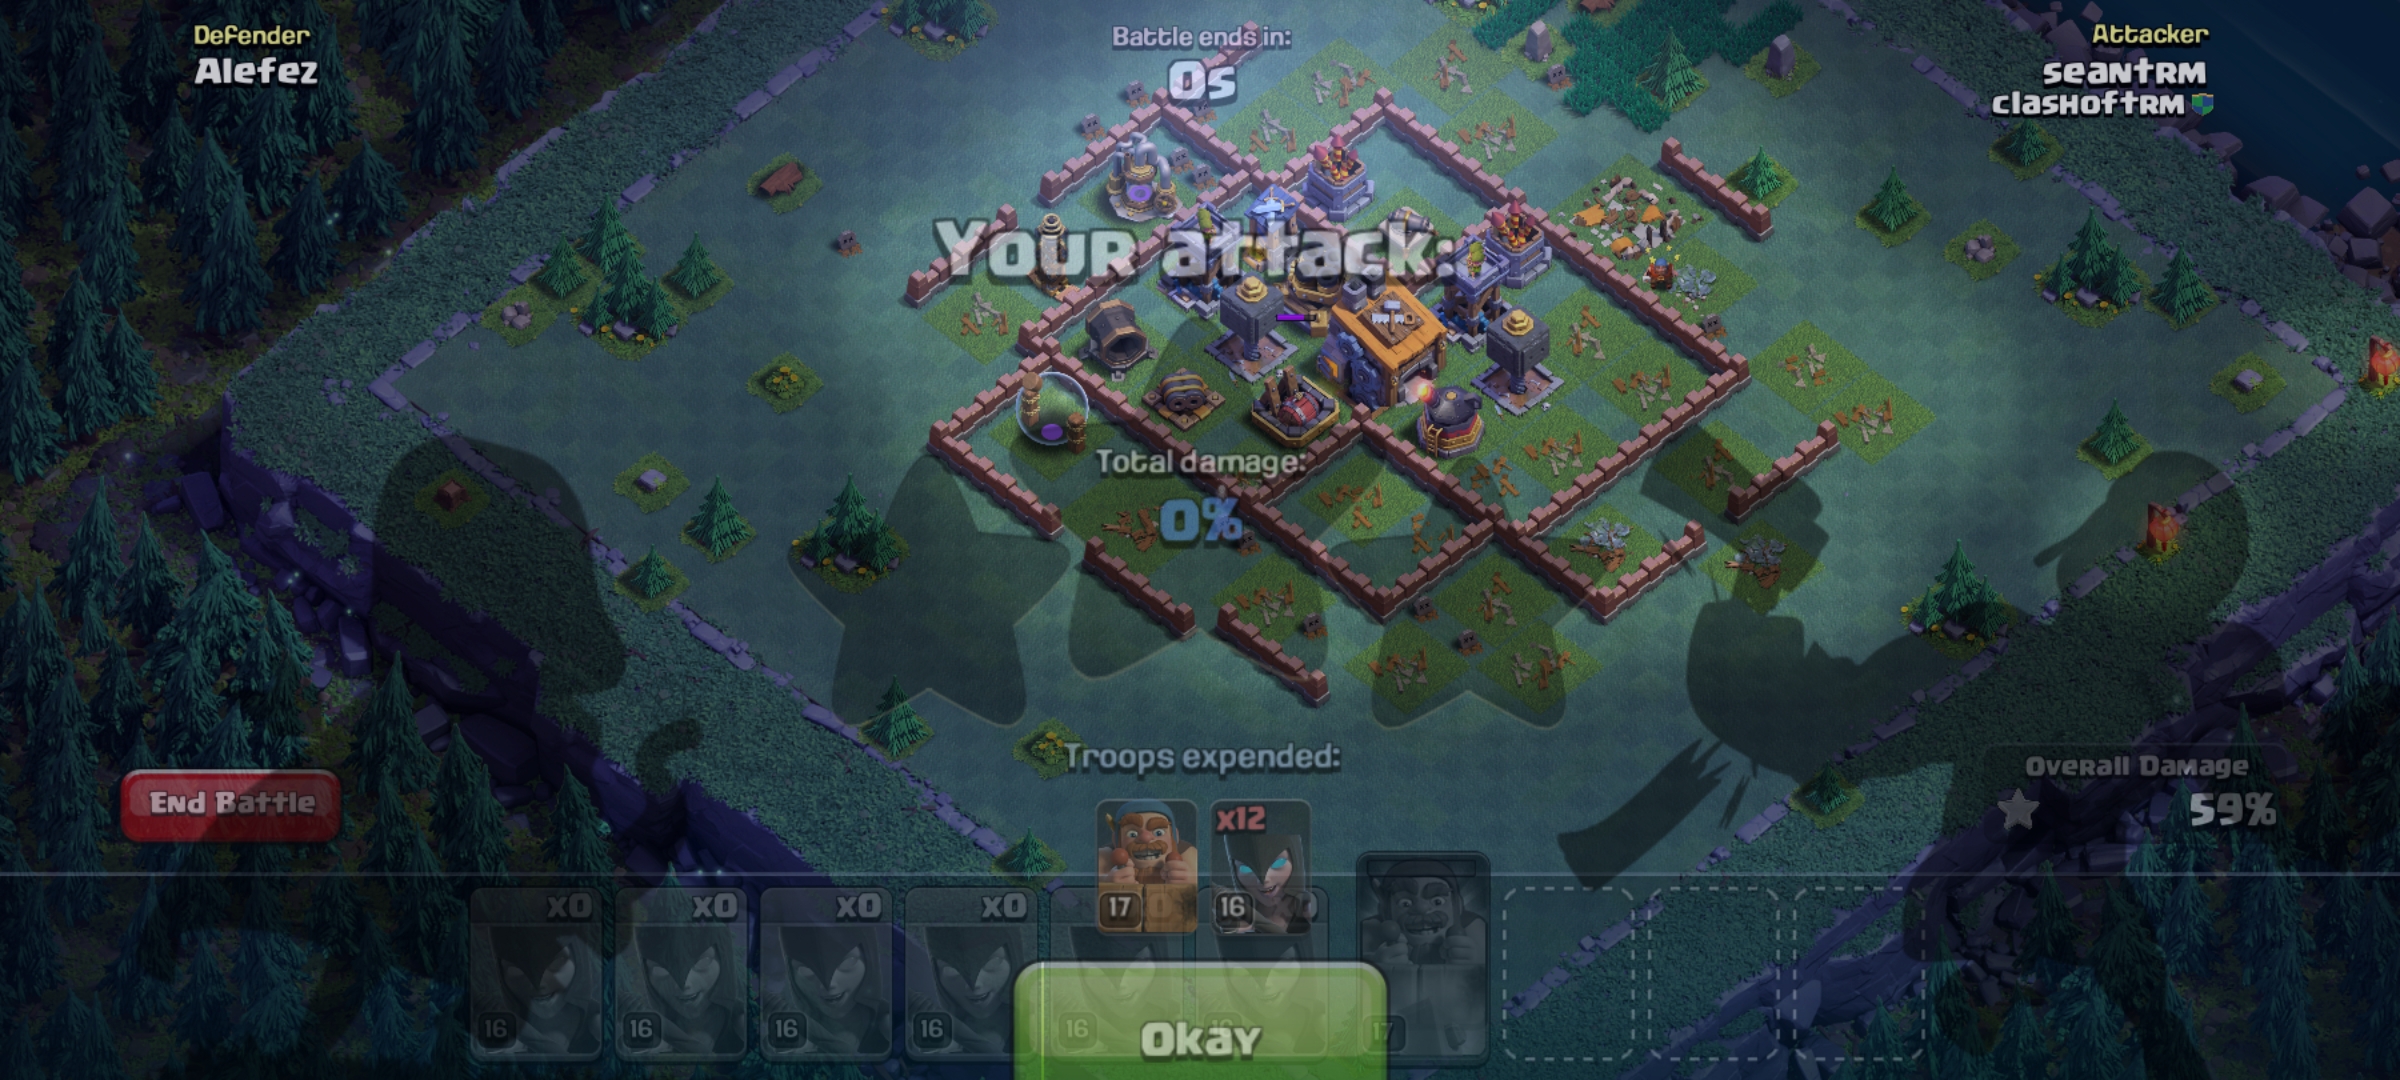 Defender
Alefez
Battle ends in:
0s
Attacker
seantRM
clashoftRM
Your attack:
Total damage:
0%
Troops expended:
End Battle
Overall Damage
59%
x12
17
16
x0
x0
x0
x0
16
16
16
16
16
17
Okay